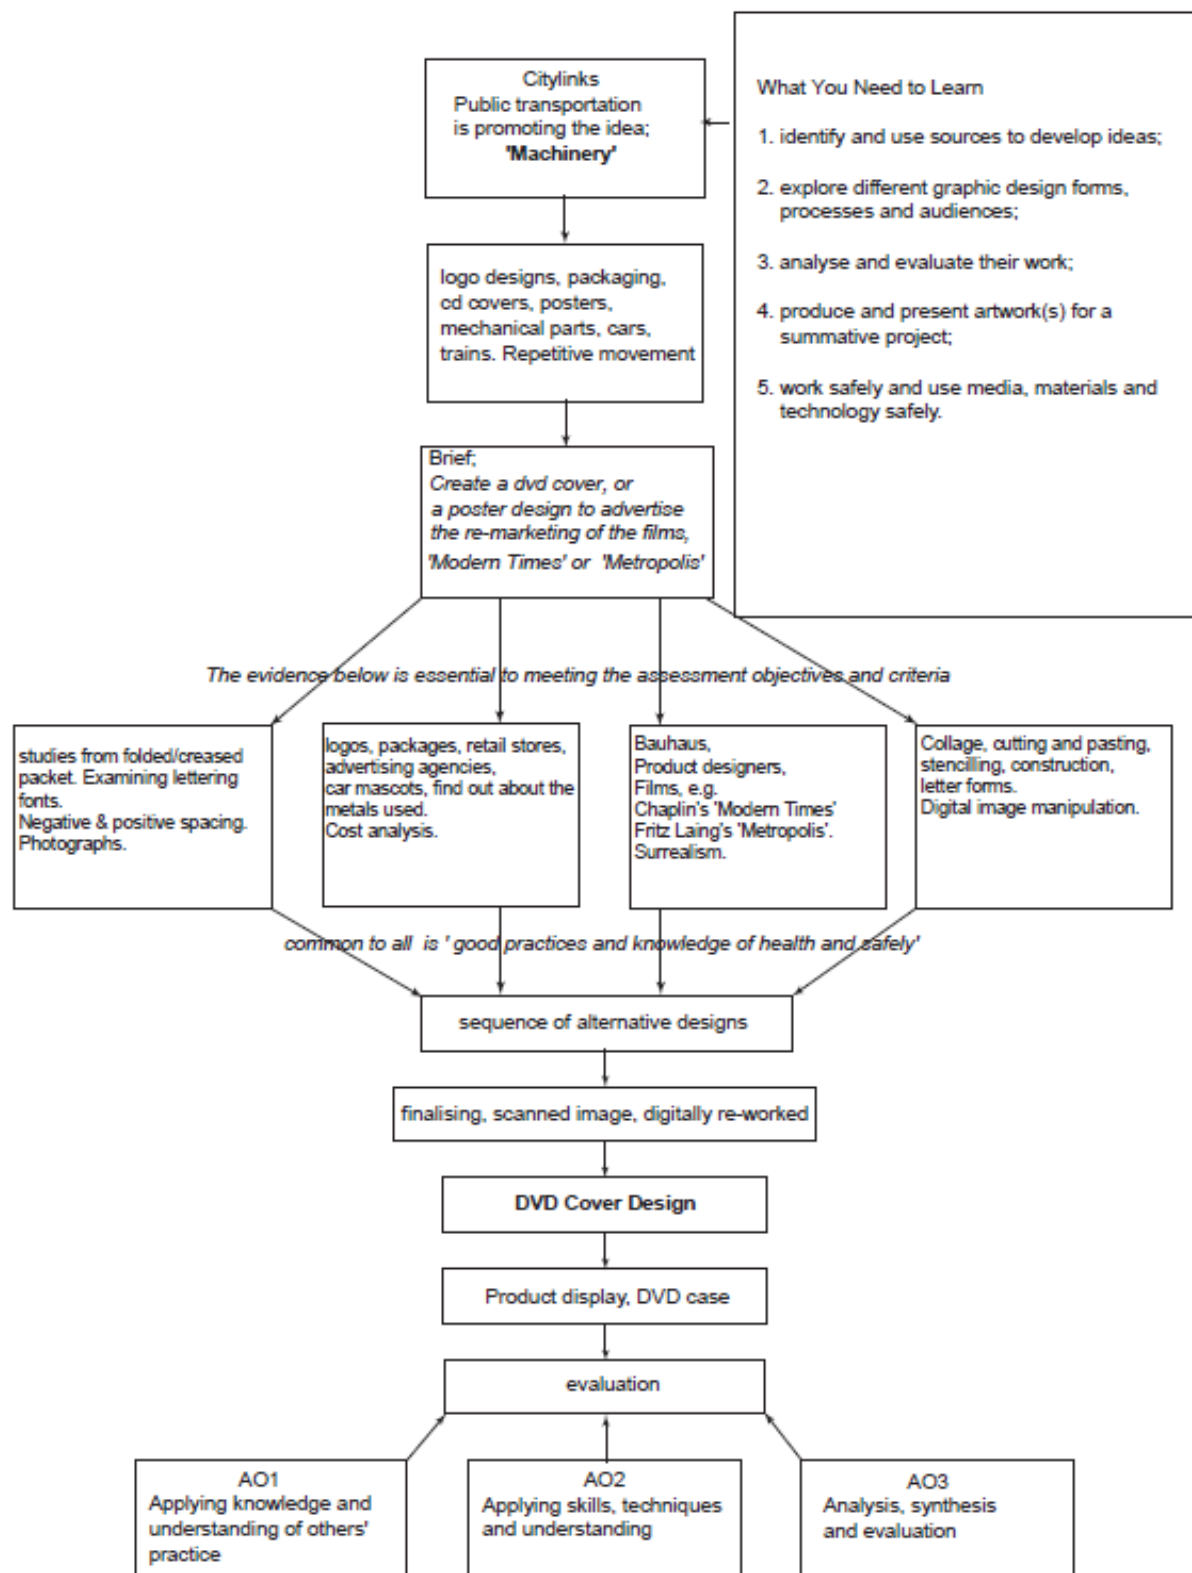 Citylinks
Public transportation
is promoting the idea;
'Machinery'
What You Need to Learn
1. identify and use sources to develop ideas;
2. explore different graphic design forms,
processes and audiences;
3. analyse and evaluate their work;
4. produce and present artwork(s) for a
summative project;
5. work safely and use media, materials and
technology safely.
logo designs, packaging,
cd covers, posters,
mechanical parts, cars,
trains. Repetitive movement
Brief;
Create a dvd cover, or
a poster design to advertise
the re-marketing of the films,
'Modern Times' or 'Metropolis'
The evidence below is essential to meeting the assessment objectives and criteria
studies from folded/creased
packet. Examining lettering
fonts.
Negative & positive spacing.
Photographs.
logos, packages, retail stores,
advertising agencies,
car mascots, find out about the
metals used.
Cost analysis.
Bauhaus,
Product designers,
Films, e.g.
Chaplin's 'Modern Times'
Fritz Laing's 'Metropolis'.
Surrealism.
Collage, cutting and pasting,
stencilling, construction,
letter forms.
Digital image manipulation.
common to all is ' good practices and knowledge of health and safely'
sequence of alternative designs
finalising, scanned image, digitally re-worked
DVD Cover Design
Product display, DVD case
evaluation
AO1
Applying knowledge and
understanding of others'
practice
AO2
Applying skills, techniques
and understanding
AO3
Analysis, synthesis
and evaluation